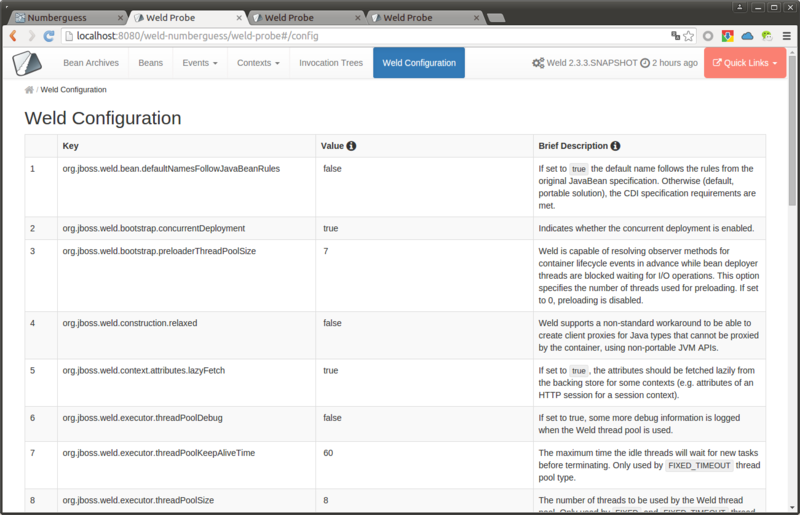 Numberguess
Weld Probe
Weld Probe
Weld Probe
localhost:8080/weld-numberguess/weld-probe#/config
Bean Archives Beans Events Contexts Invocation Trees Weld Configuration Weld 2.3.3.SNAPSHOT 2 hours ago Quick Links
/ Weld Configuration
Weld Configuration
Key Value Brief Description
1 org.jboss.weld.bean.defaultNamesFollowJavaBeanRules false If set to true the default name follows the rules from the
original JavaBean specification. Otherwise (default,
portable solution), the CDI specification requirements are
met.
2 org.jboss.weld.bootstrap.concurrentDeployment true Indicates whether the concurrent deployment is enabled.
3 org.jboss.weld.bootstrap.preloaderThreadPoolSize 7 Weld is capable of resolving observer methods for
container lifecycle events in advance while bean deployer
threads are blocked waiting for I/O operations. This option
specifies the number of threads used for preloading. If set
to 0, preloading is disabled.
4 org.jboss.weld.construction.relaxed false Weld supports a non-standard workaround to be able to
create client proxies for Java types that cannot be proxied
by the container, using non-portable JVM APIs.
5 org.jboss.weld.context.attributes.lazyFetch true If set to true , the attributes should be fetched lazily from
the backing store for some contexts (e.g. attributes of an
HTTP session for a session context).
6 org.jboss.weld.executor.threadPoolDebug false If set to true, some more debug information is logged
when the Weld thread pool is used.
7 org.jboss.weld.executor.threadPoolKeepAliveTime 60 The maximum time the idle threads will wait for new tasks
before terminating. Only used by FIXED_TIMEOUT thread
pool type.
8 org.jboss.weld.executor.threadPoolSize 8 The number of threads to be used by the Weld thread
pool. Only used by FIXED and FIXED_TIMEOUT thread